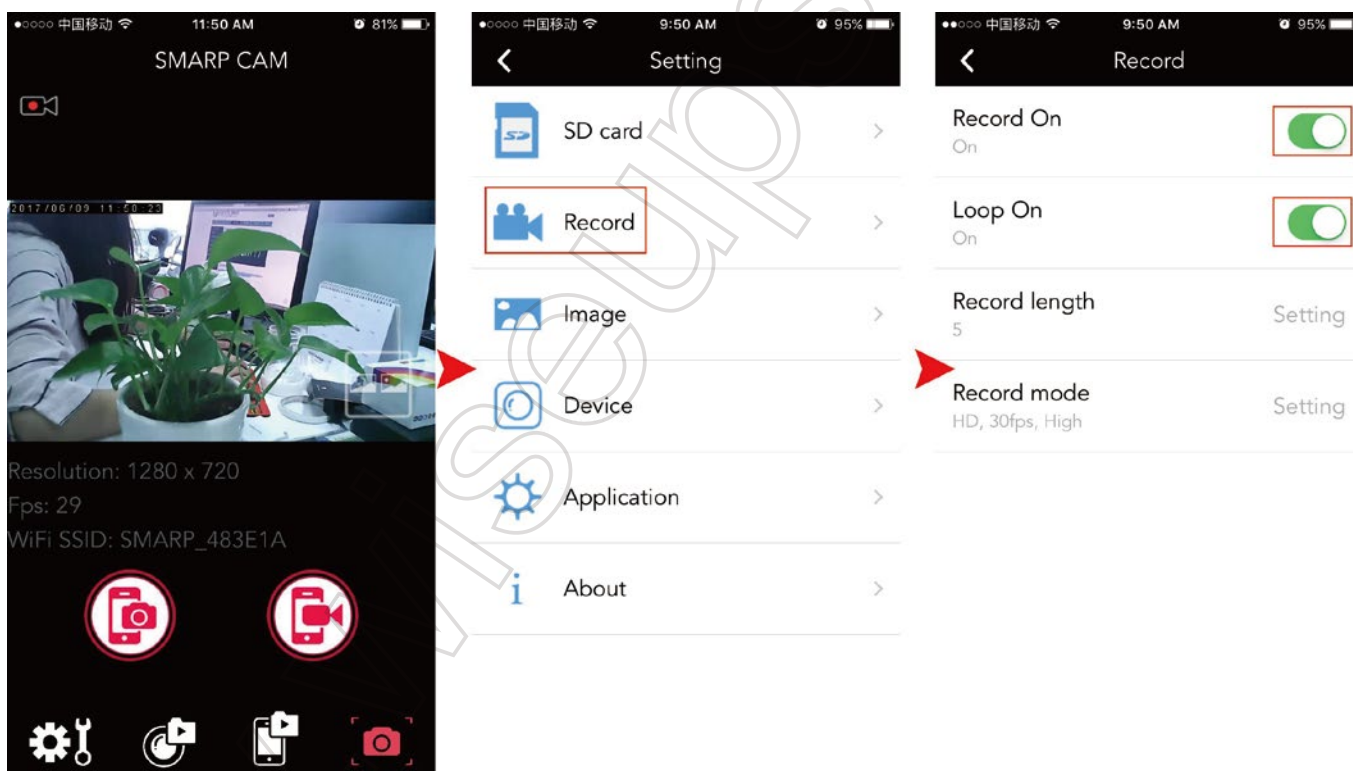 中国移动 11:50 AM 81%
SMARP CAM
2017/06/09 11:50:23
Resolution: 1280 x 720
Fps: 29
WiFi SSID: SMARP_483E1A
中国移动 9:50 AM 95%
Setting
SD card
Record
Image
Device
Application
About
中国移动 9:50 AM 95%
Record
Record On
On
Loop On
On
Record length
5
Setting
Record mode
HD, 30fps, High
Setting
wiseups